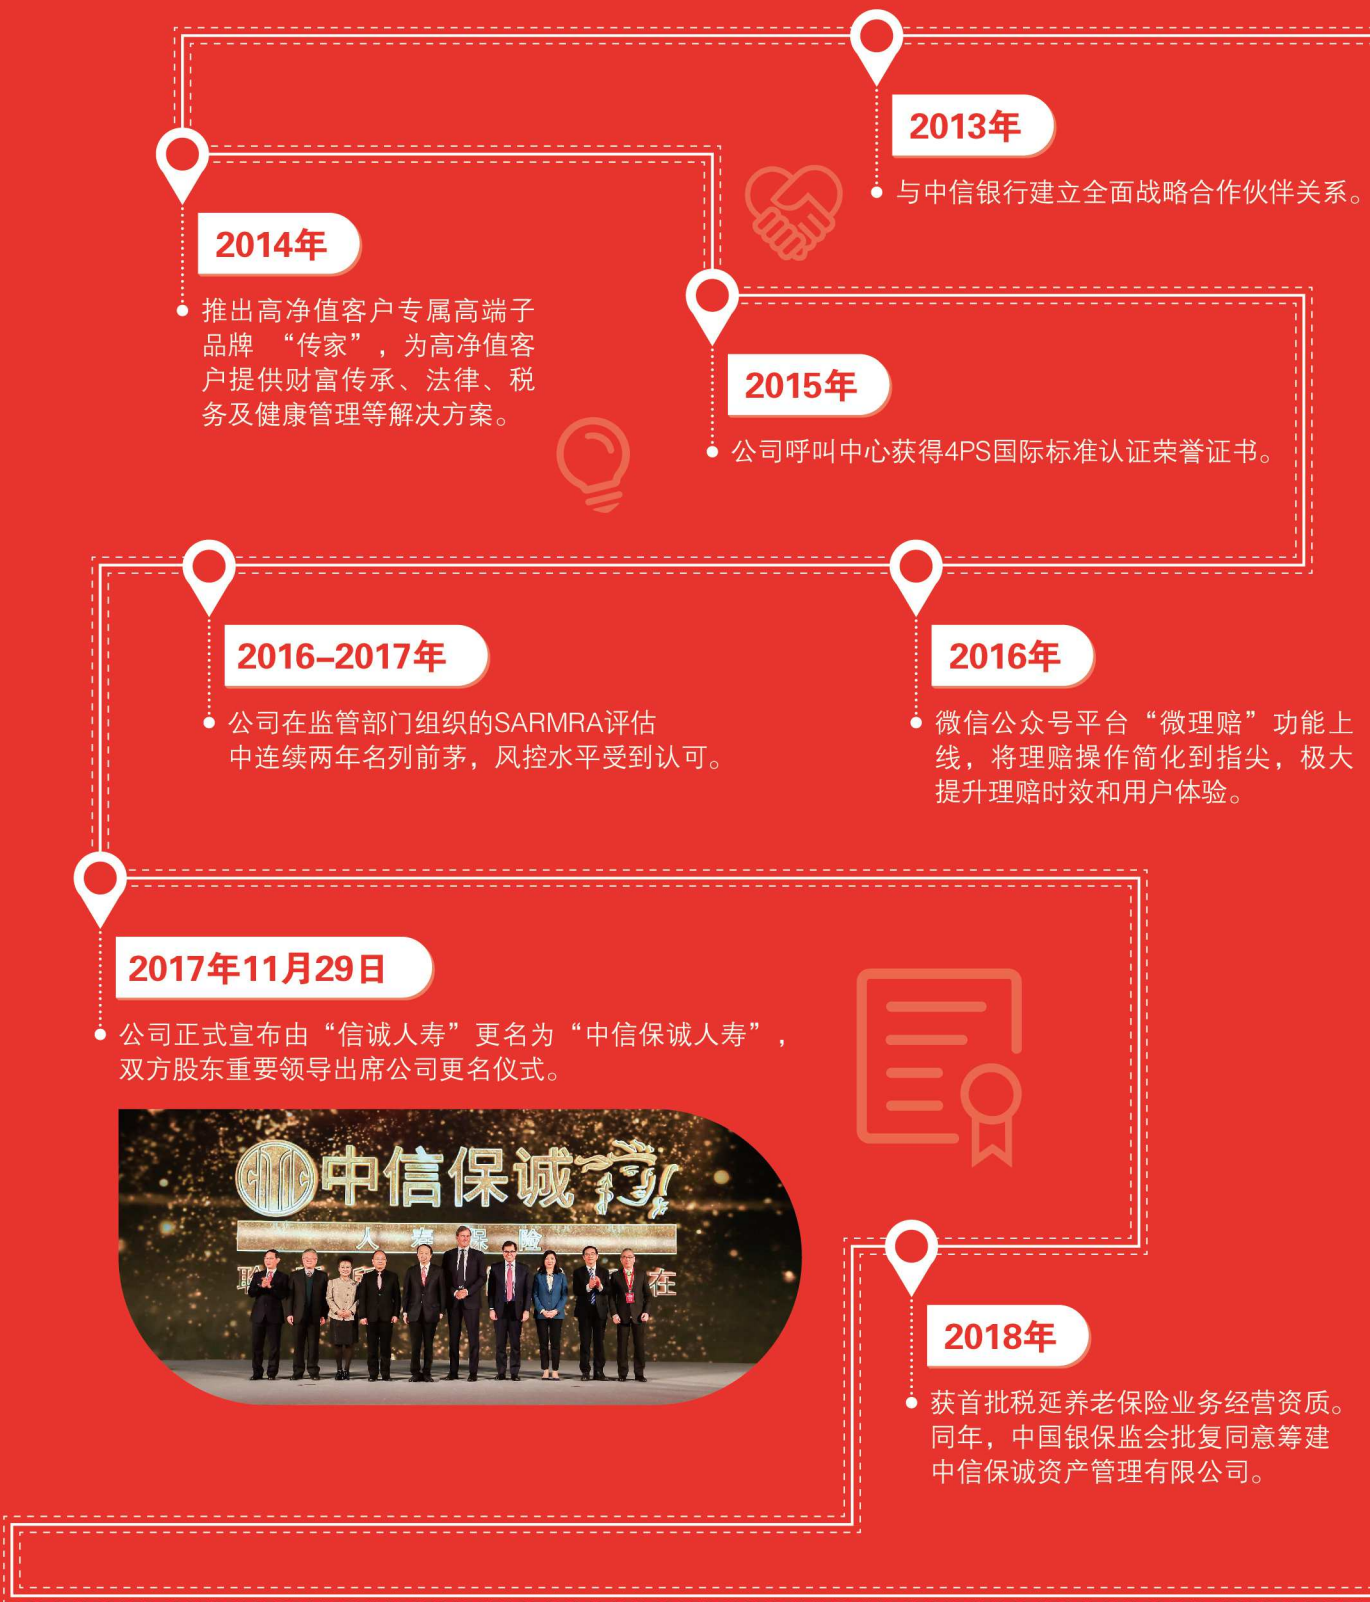 2013年
与中信银行建立全面战略合作伙伴关系。
2014年
推出高净值客户专属高端子
品牌 “传家”，为高净值客
户提供财富传承、法律、税
务及健康管理等解决方案。
2015年
公司呼叫中心获得4PS国际标准认证荣誉证书。
2016年
微信公众号平台“微理赔”功能上
线，将理赔操作简化到指尖，极大
提升理赔时效和用户体验。
2016–2017年
公司在监管部门组织的SARMRA评估
中连续两年名列前茅，风控水平受到认可。
2017年11月29日
公司正式宣布由“信诚人寿”更名为“中信保诚人寿”，
双方股东重要领导出席公司更名仪式。
CITIC 中信保诚
人寿保险
在
2018年
获首批税延养老保险业务经营资质。
同年，中国银保监会批复同意筹建
中信保诚资产管理有限公司。